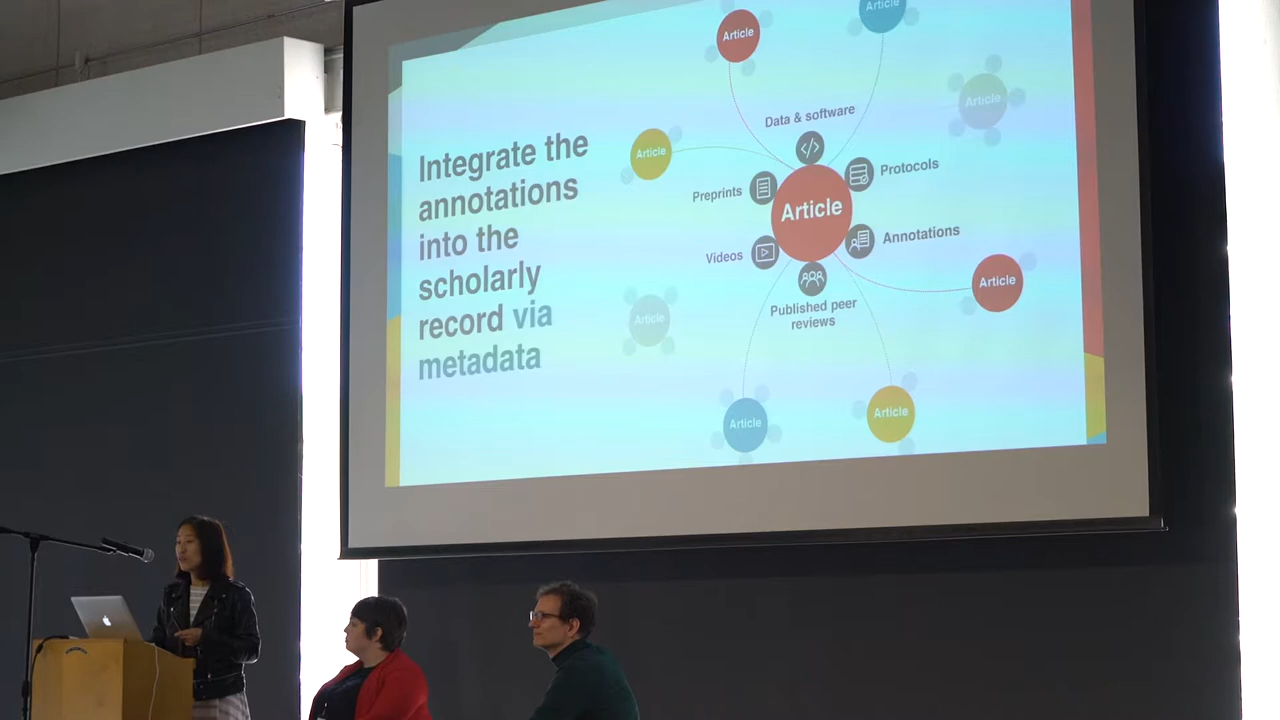 Integrate the
annotations
into the
scholarly
record via
metadata
Article
Article
Article
Article
Data & software
Protocols
Preprints
Article
Annotations
Videos
Published peer
reviews
Article
Article
Article
Article